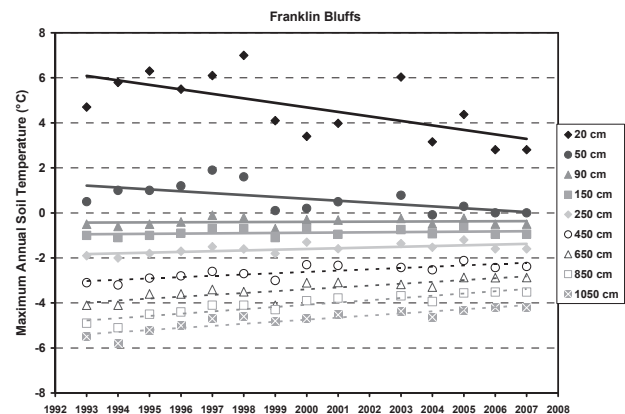 Franklin Bluffs
Maximum Annual Soil Temperature (°C)
8
6
4
2
0
-2
-4
-6
-8
1992 1993 1994 1995 1996 1997 1998 1999 2000 2001 2002 2003 2004 2005 2006 2007 2008
20 cm
50 cm
90 cm
150 cm
250 cm
450 cm
650 cm
850 cm
1050 cm